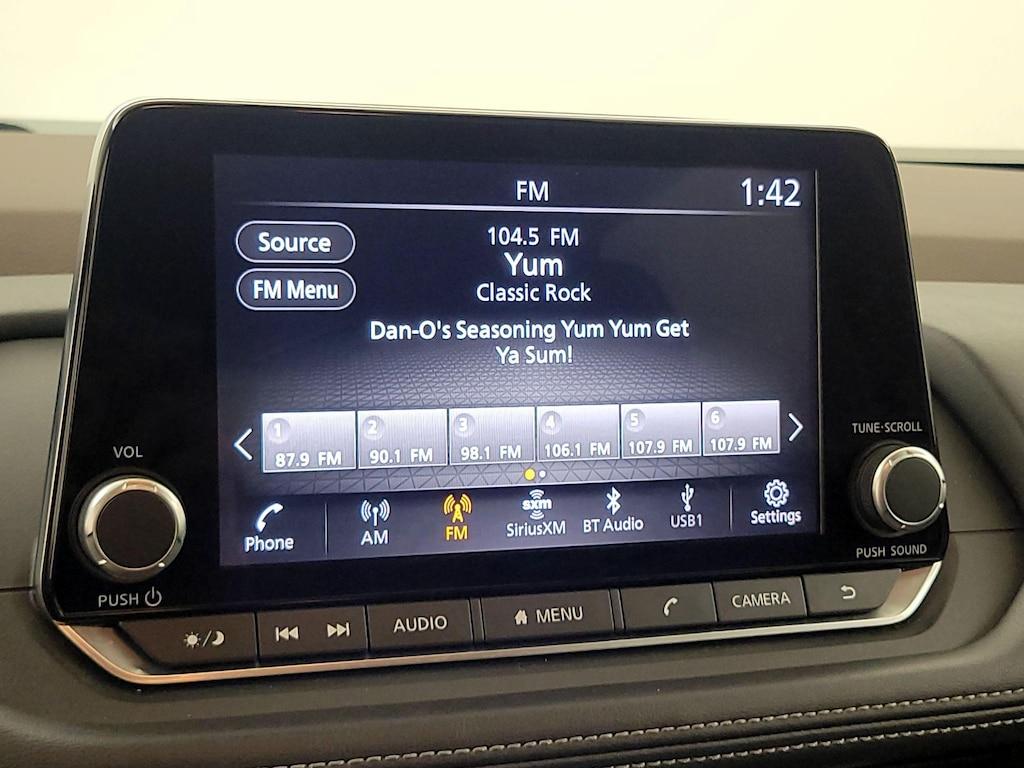 FM
1:42
Source
104.5 FM
Yum
FM Menu
Classic Rock
Dan-O's Seasoning Yum Yum Get
Ya Sum!
1
87.9 FM
2
90.1 FM
3
98.1 FM
4
106.1 FM
5
107.9 FM
6
107.9 FM
Phone
AM
FM
sxm
SiriusXM
BT Audio
USB1
Settings
VOL
PUSH
TUNE·SCROLL
PUSH SOUND
AUDIO
MENU
CAMERA